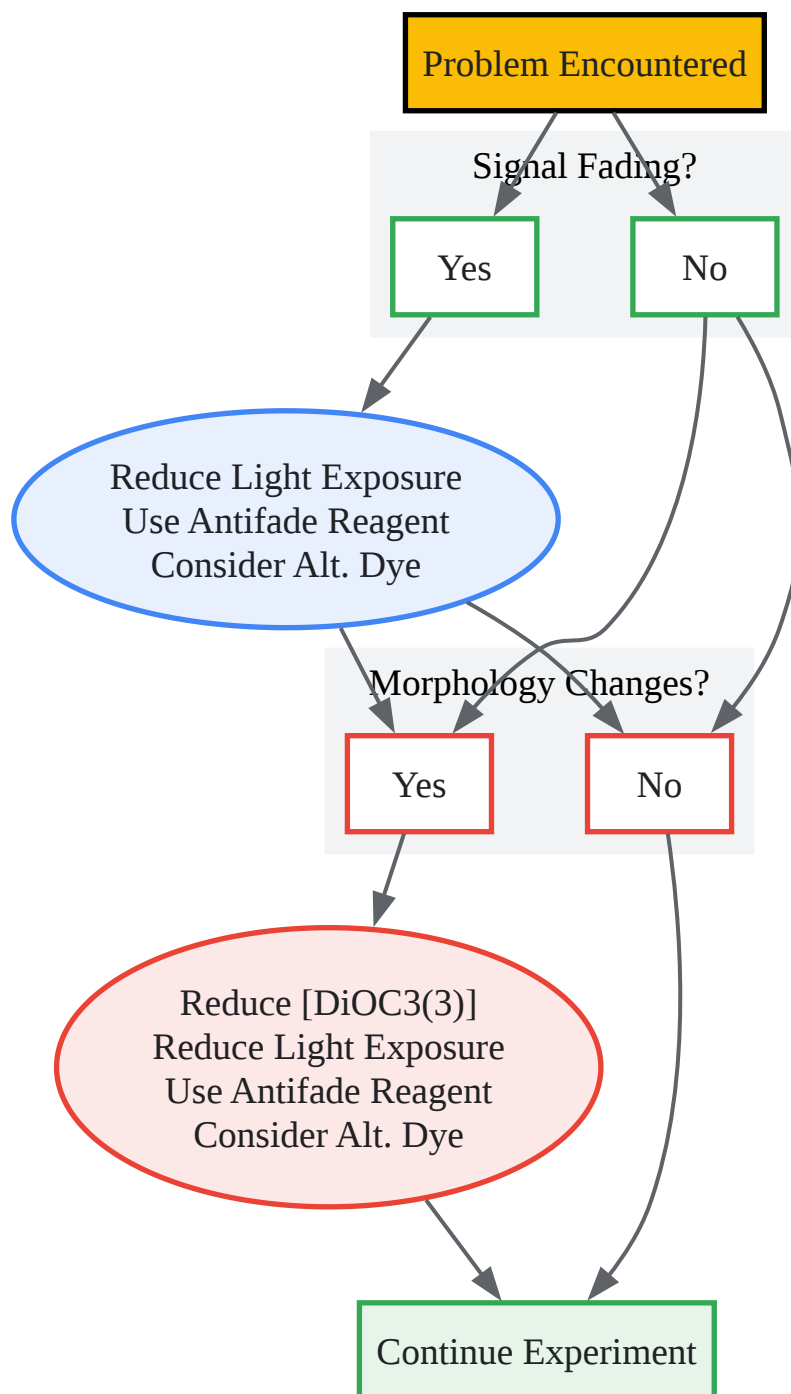 Problem Encountered
Signal Fading?
Yes
No
Reduce Light Exposure
Use Antifade Reagent
Consider Alt. Dye
Morphology Changes?
Yes
No
Reduce [DiOC3(3)]
Reduce Light Exposure
Use Antifade Reagent
Consider Alt. Dye
Continue Experiment